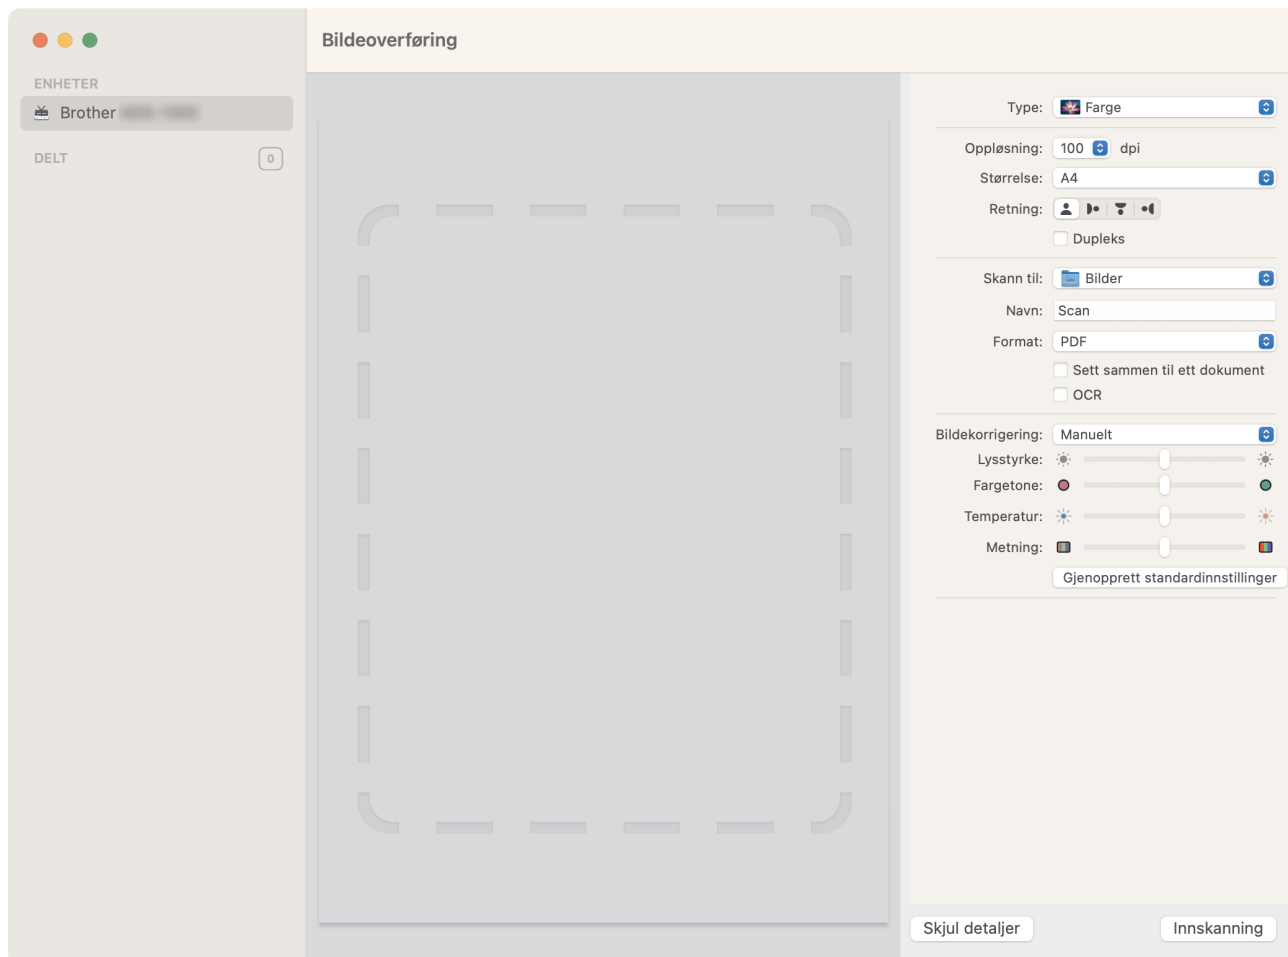 Bildeoverføring
ENHETER
Brother
DELT
0
Type: Farge
Oppløsning: 100 dpi
Størrelse: A4
Retning:
Dupleks
Skann til: Bilder
Navn: Scan
Format: PDF
Sett sammen til ett dokument
OCR
Bildekorrigering: Manuelt
Lysstyrke:
Fargetone:
Temperatur:
Metning:
Gjenopprett standardinnstillinger
Skjul detaljer
Innskanning